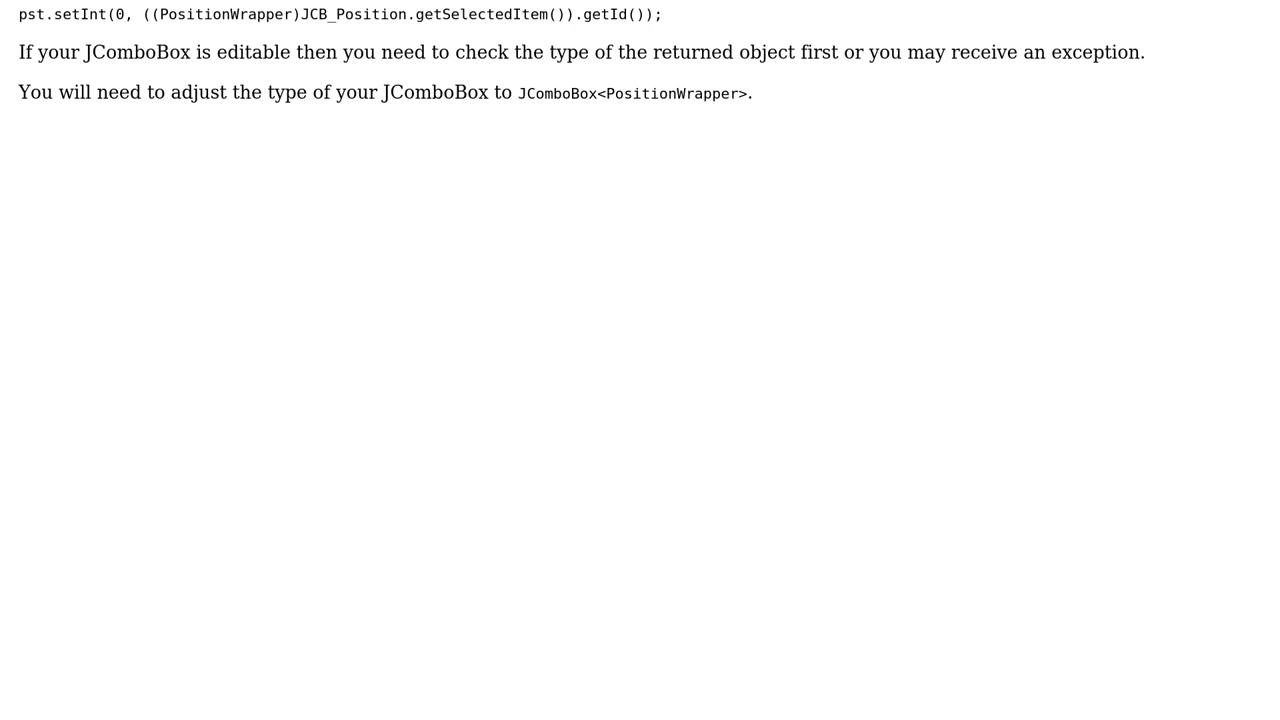 pst.setInt(0, ((PositionWrapper)JCB_Position.getSelectedItem()).getId());
If your JComboBox is editable then you need to check the type of the returned object first or you may receive an exception.
You will need to adjust the type of your JComboBox to JComboBox<PositionWrapper>.